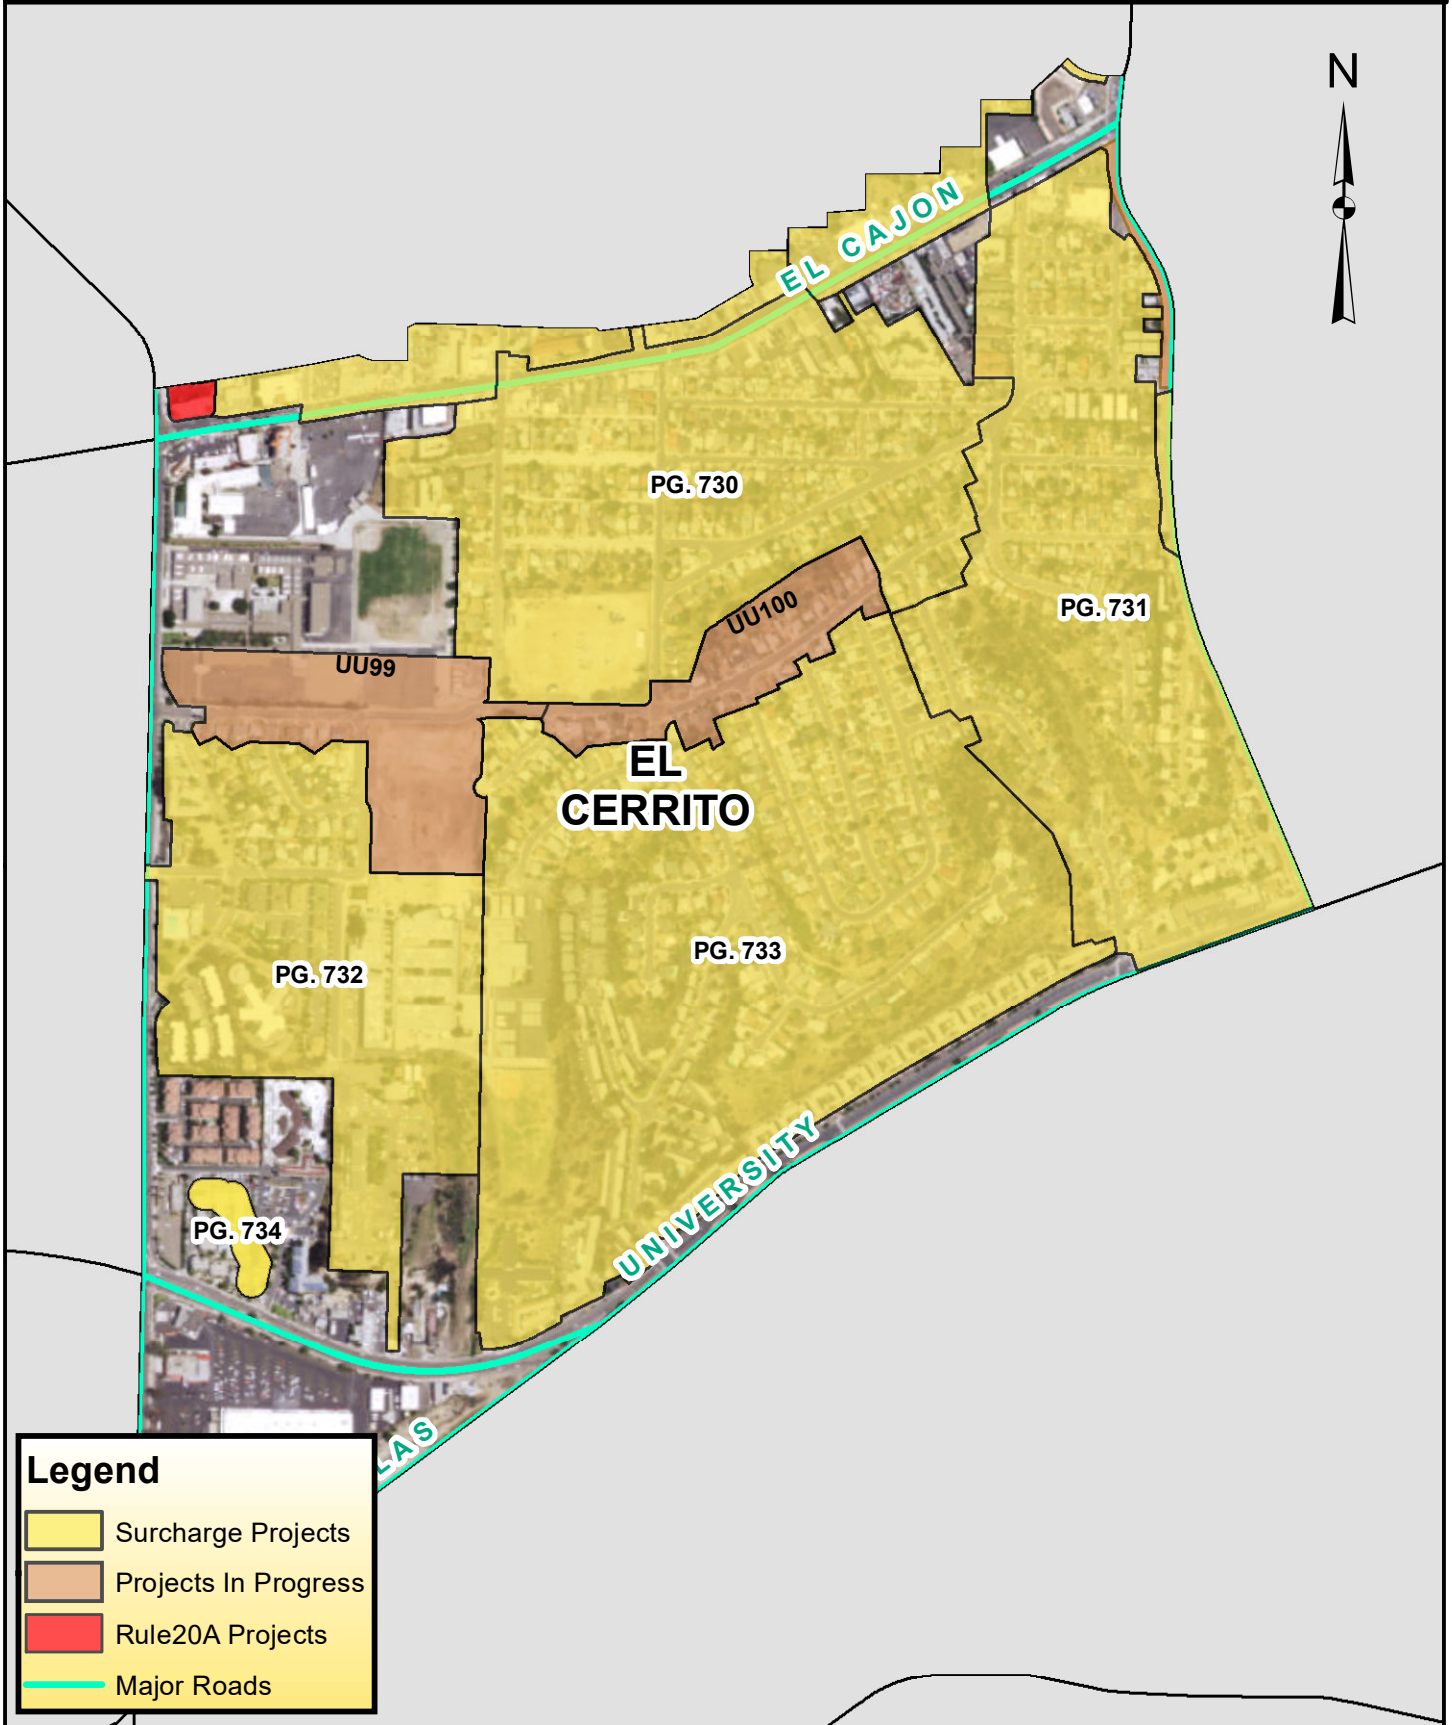 N
EL CAJON
PG. 730
PG. 731
UU100
UU99
EL
CERRITO
PG. 733
PG. 732
UNIVERSITY
PG. 734
LAS
Legend
Surcharge Projects
Projects In Progress
Rule20A Projects
Major Roads